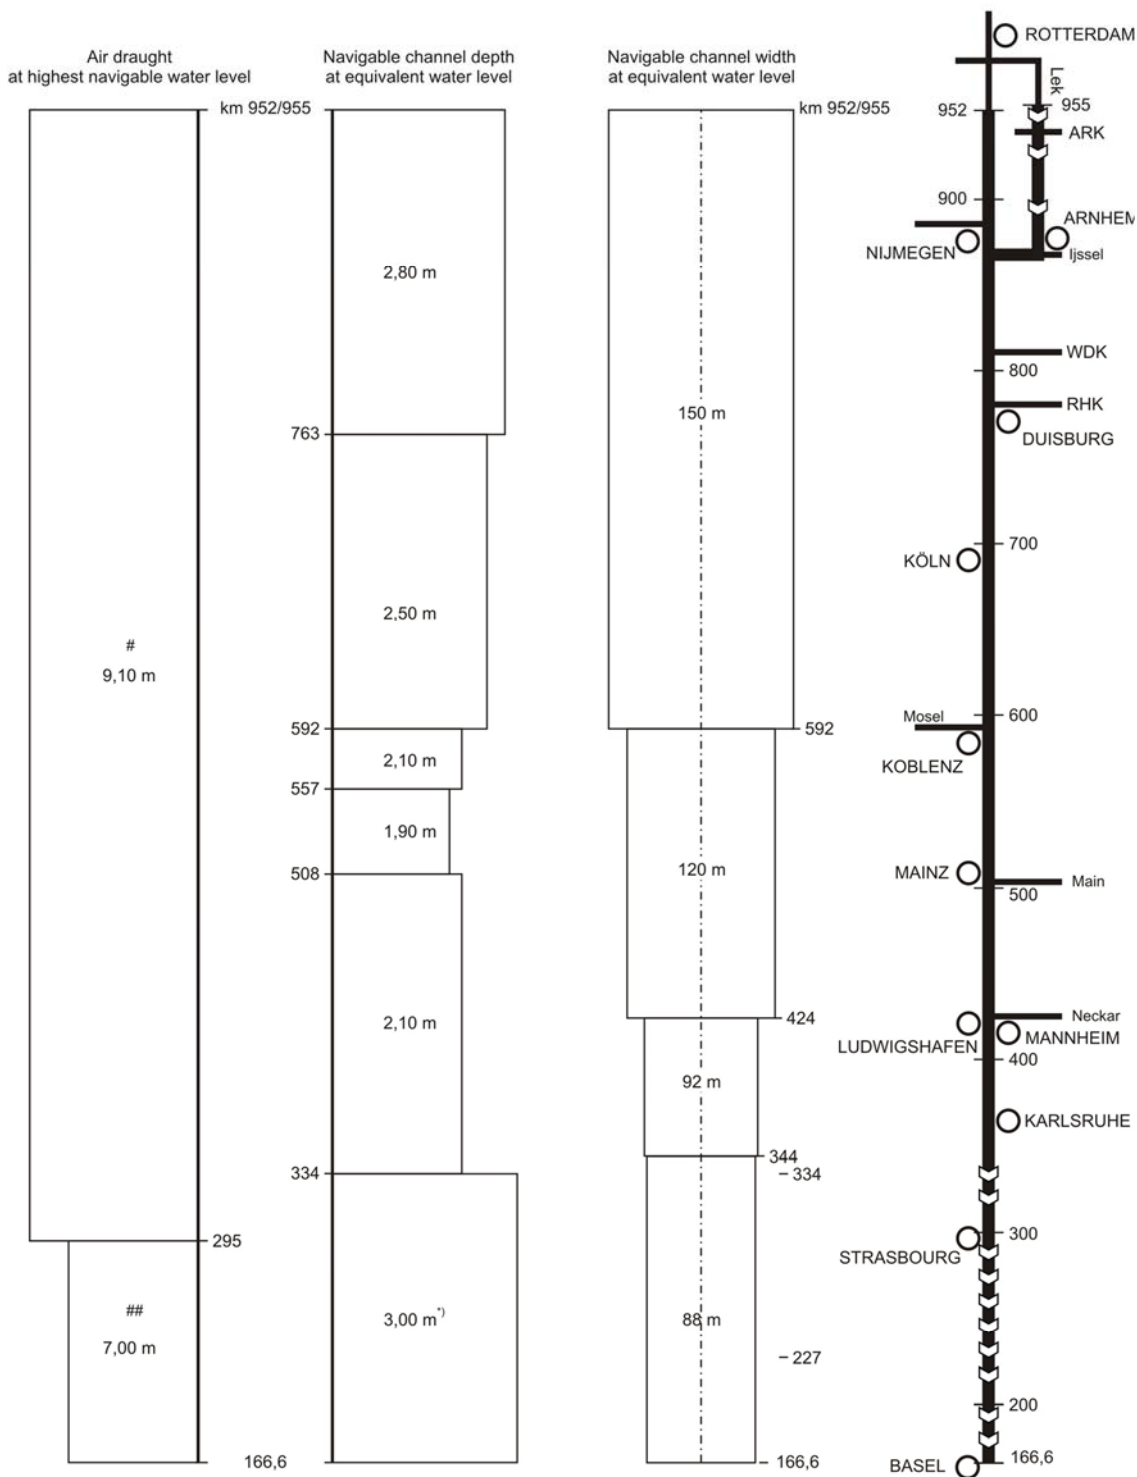 Air draught
at highest navigable water level
km 952/955
#
9,10 m
295
##
7,00 m
166,6
Navigable channel depth
at equivalent water level
2,80 m
763
2,50 m
592
2,10 m
557
1,90 m
508
2,10 m
334
3,00 m*)
Navigable channel width
at equivalent water level
km 952/955
150 m
592
120 m
424
92 m
344
334
88 m
227
166,6
ROTTERDAM
Lek
952
955
ARK
900
ARNHEM
NIJMEGEN
Ijssel
WDK
800
RHK
DUISBURG
700
KÖLN
Mosel
600
KOBLENZ
MAINZ
Main
500
Neckar
LUDWIGSHAFEN
MANNHEIM
400
KARLSRUHE
300
STRASBOURG
200
166,6
BASEL